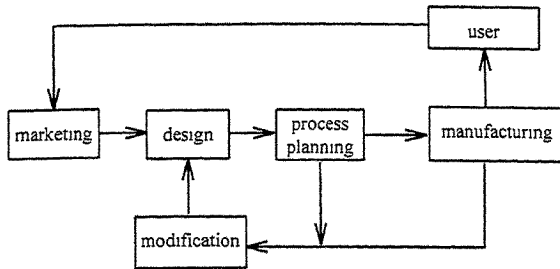 user
marketing
design
process
planning
manufacturing
modification